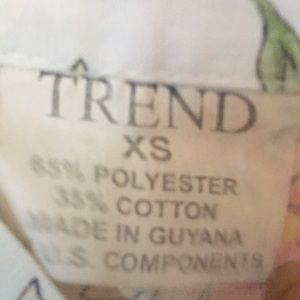 TREND
XS
65% POLYESTER
35% COTTON
MADE IN GUYANA
U.S. COMPONENTS